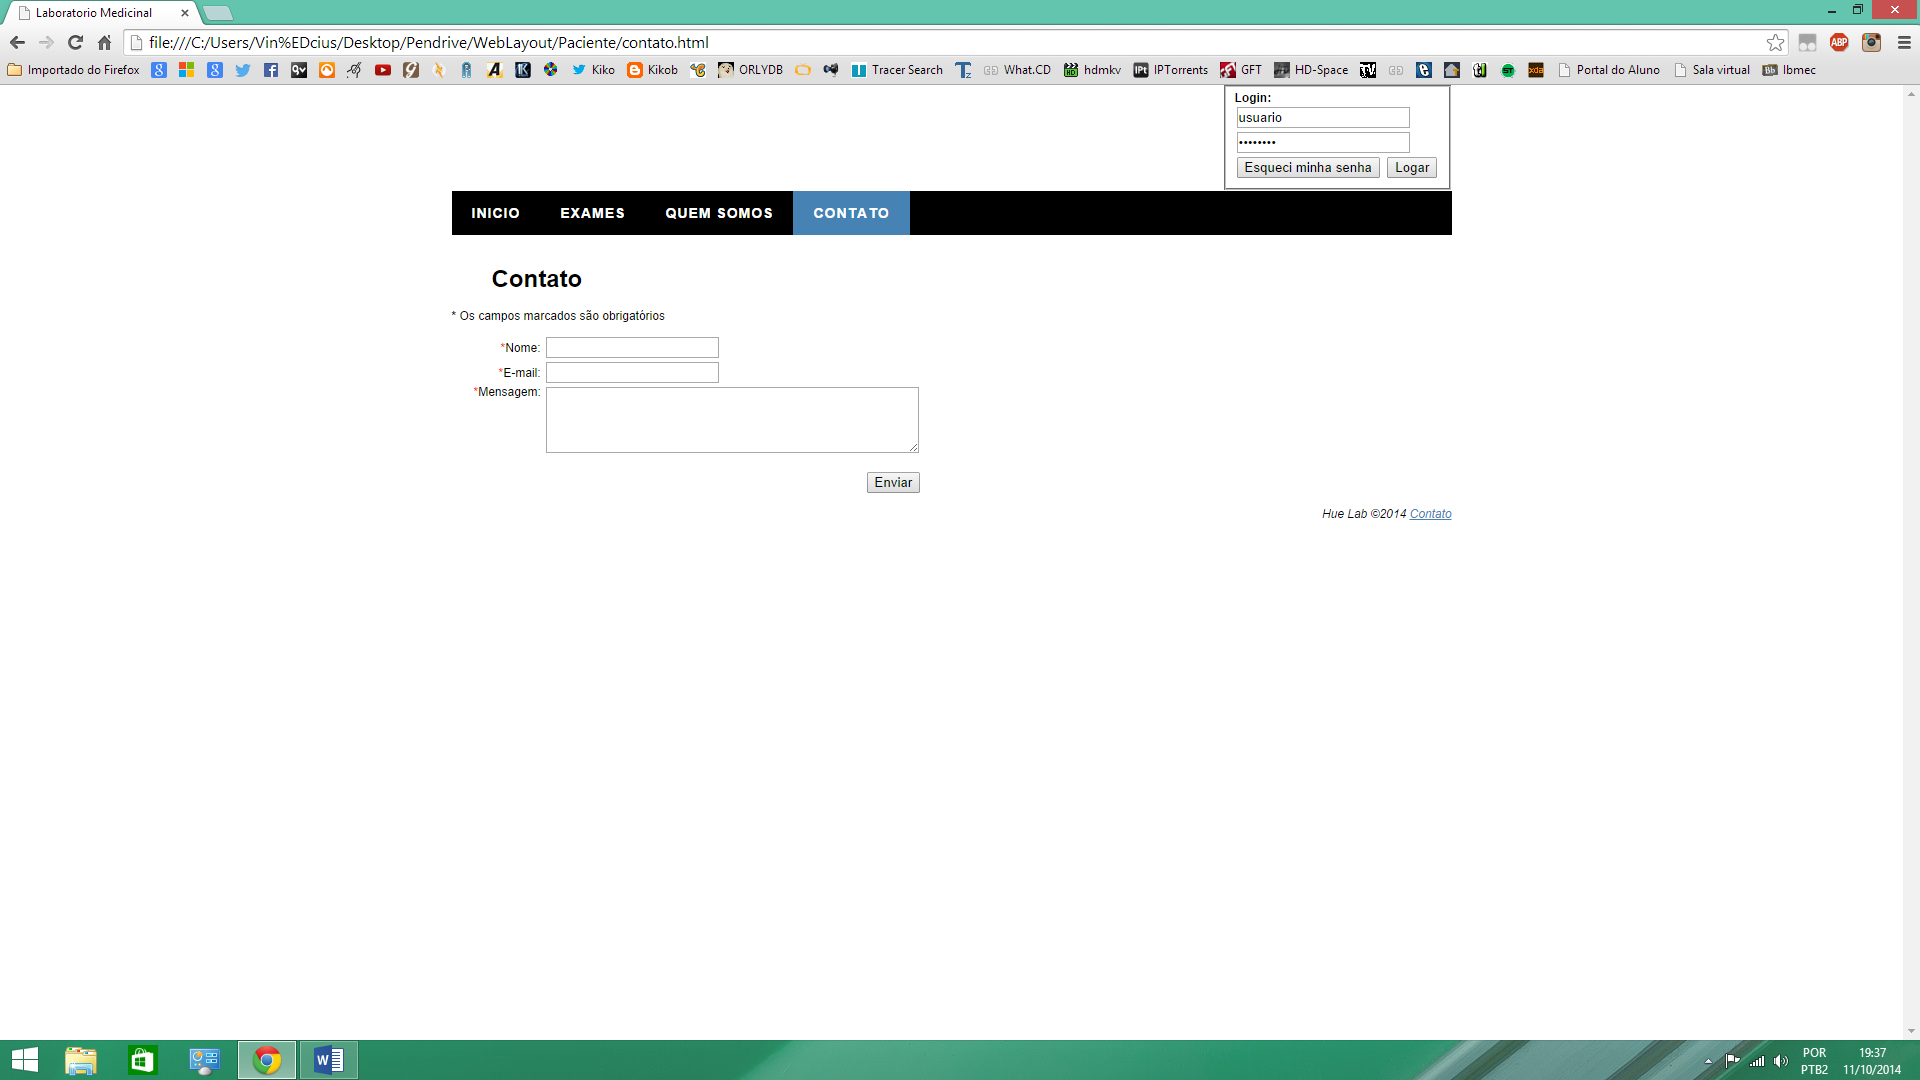 Laboratorio Medicinal
file:///C:/Users/Vin%EDcius/Desktop/Pendrive/WebLayout/Paciente/contato.html
ABP
Importado do Firefox Kiko Kikob ORLYDB Tracer Search What.CD hdmkv IPT IPTorrents GFT HD-Space Portal do Aluno Sala virtual Bb Ibmec
Login:
usuario
••••••••
Esqueci minha senha Logar
INICIO EXAMES QUEM SOMOS CONTATO
Contato
* Os campos marcados são obrigatórios
*Nome:
*E-mail:
*Mensagem:
Enviar
Hue Lab ©2014 Contato
POR 19:37
PTB2 11/10/2014